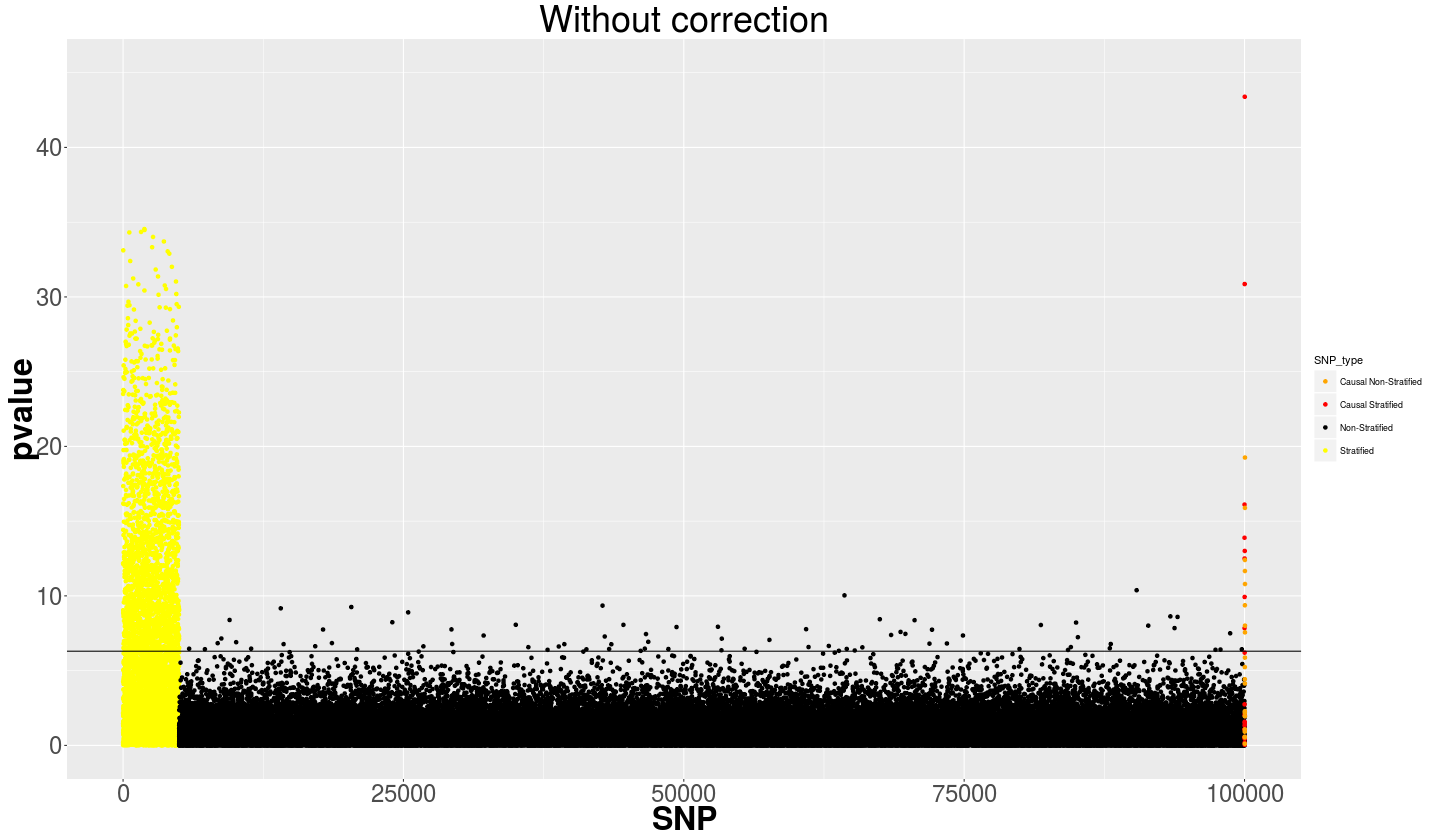 Without correction
pvalue
40
30
20
10
0
0 25000 50000 75000 100000
SNP
SNP_type
Causal Non-Stratified
Causal Stratified
Non-Stratified
Stratified